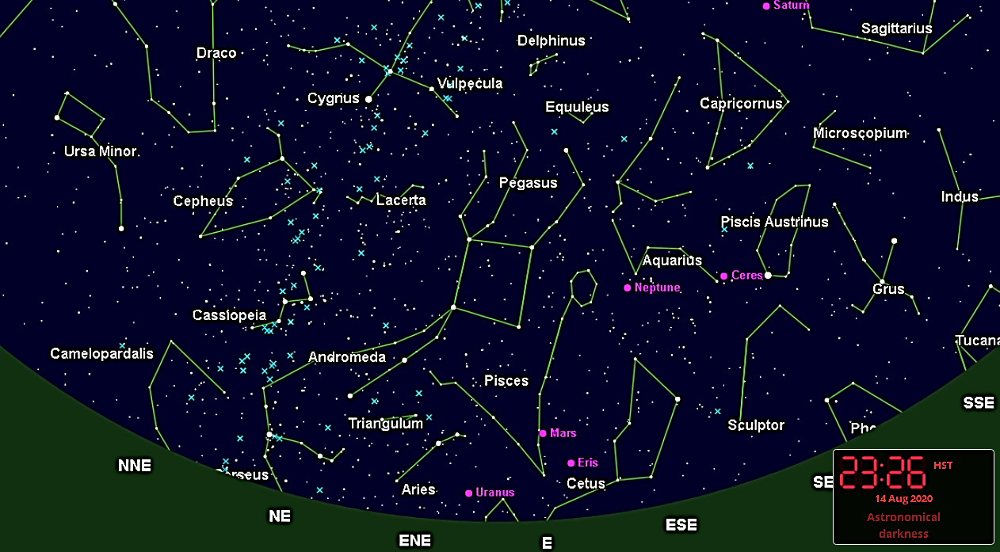 Saturn
Sagittarius
Delphinus
Draco
Vulpecula
Cygnus
Equuleus
Capricornus
Microscopium
Ursa Minor
Pegasus
Cepheus
Lacerta
Indus
Piscis Austrinus
Aquarius
Ceres
Neptune
Grus
Cassiopeia
Tucana
Camelopardalis
Andromeda
Pisces
SSE
Triangulum
Sculptor
Phe
Mars
NNE
Eris
HST
23:26
Perseus
SE
Cetus
Aries
Uranus
14 Aug 2020
NE
Astronomical
darkness
ESE
ENE
E